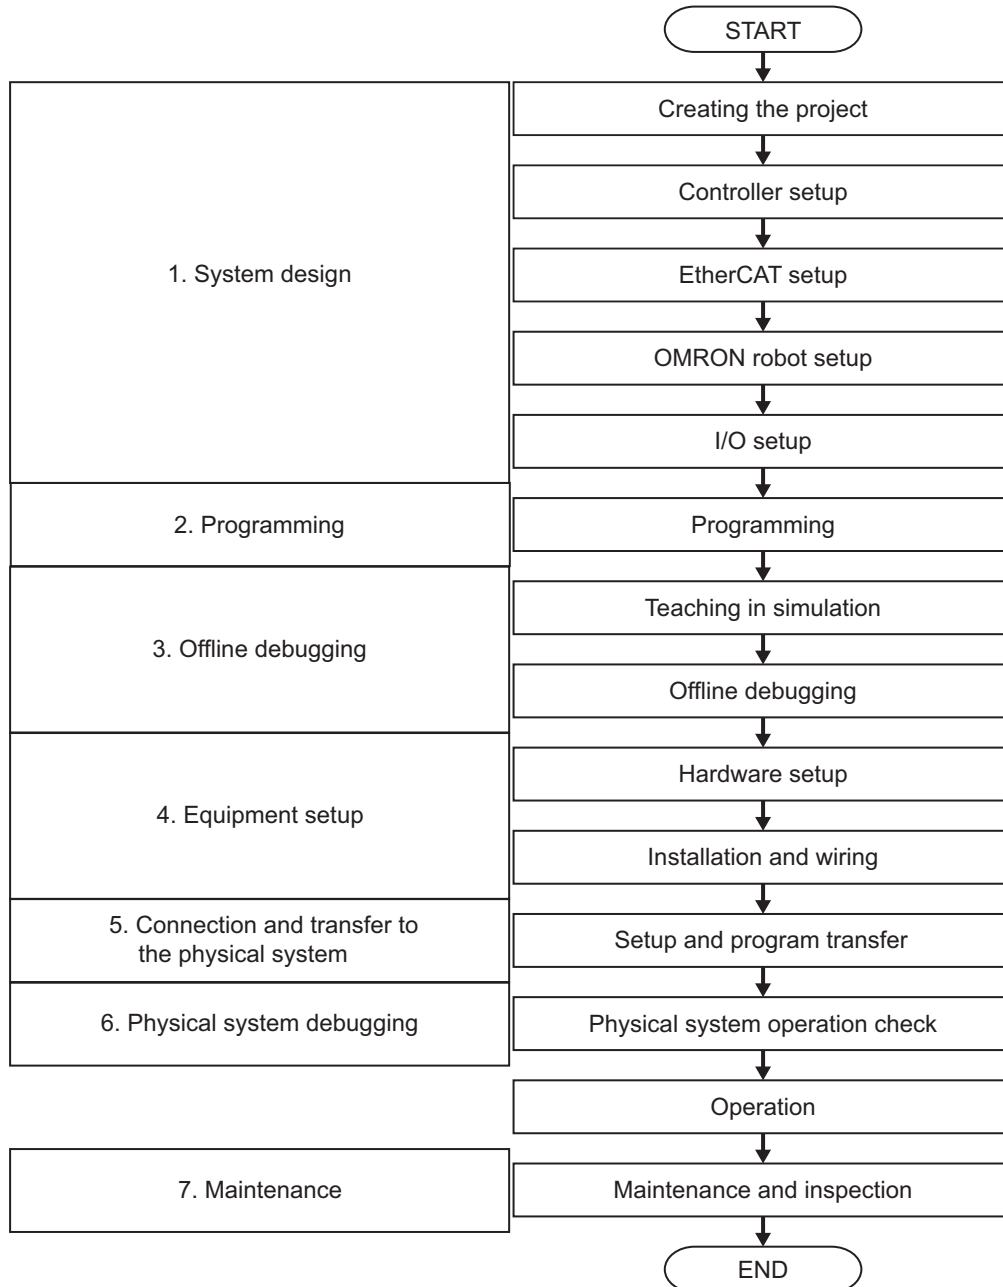 START
Creating the project
Controller setup
1. System design
EtherCAT setup
OMRON robot setup
I/O setup
2. Programming
Programming
Teaching in simulation
3. Offline debugging
Offline debugging
Hardware setup
4. Equipment setup
Installation and wiring
5. Connection and transfer to
the physical system
Setup and program transfer
6. Physical system debugging
Physical system operation check
Operation
7. Maintenance
Maintenance and inspection
END